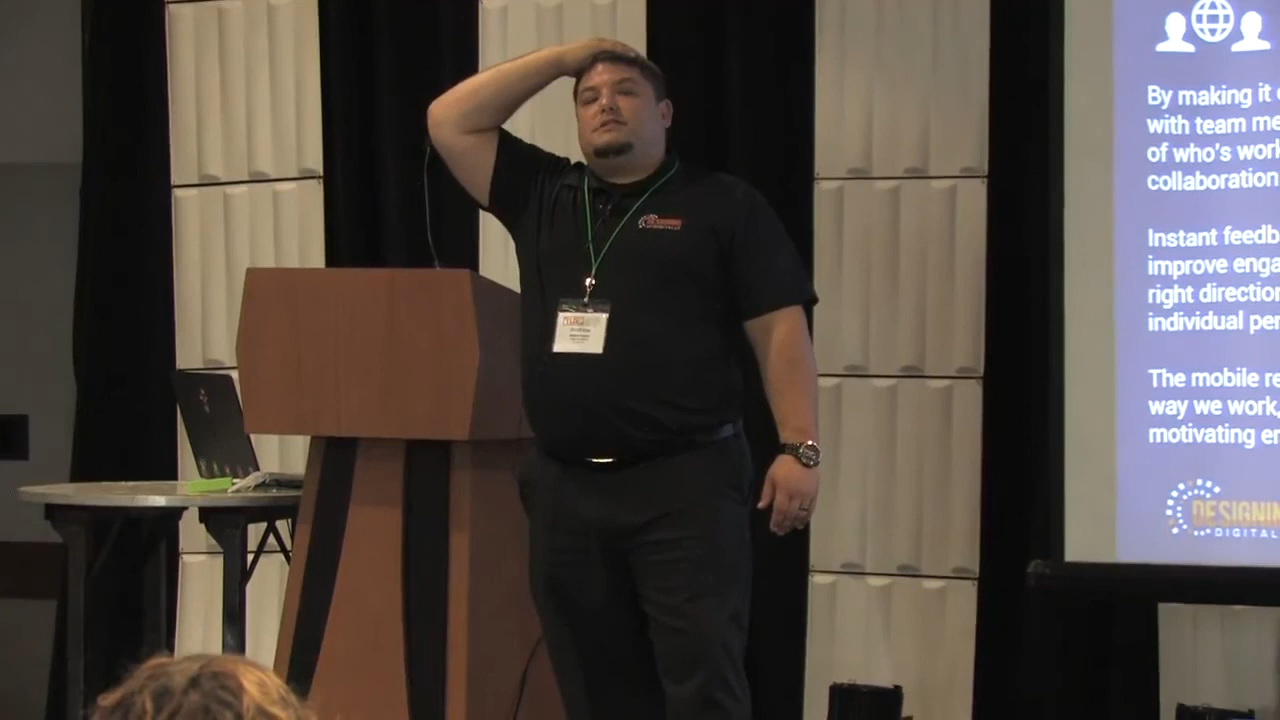 By making it
with team me
of who's work
collaboration
Instant feedb
improve enga
right direction
individual per
The mobile re
way we work,
motivating en
DESIGNIN
DIGITAL